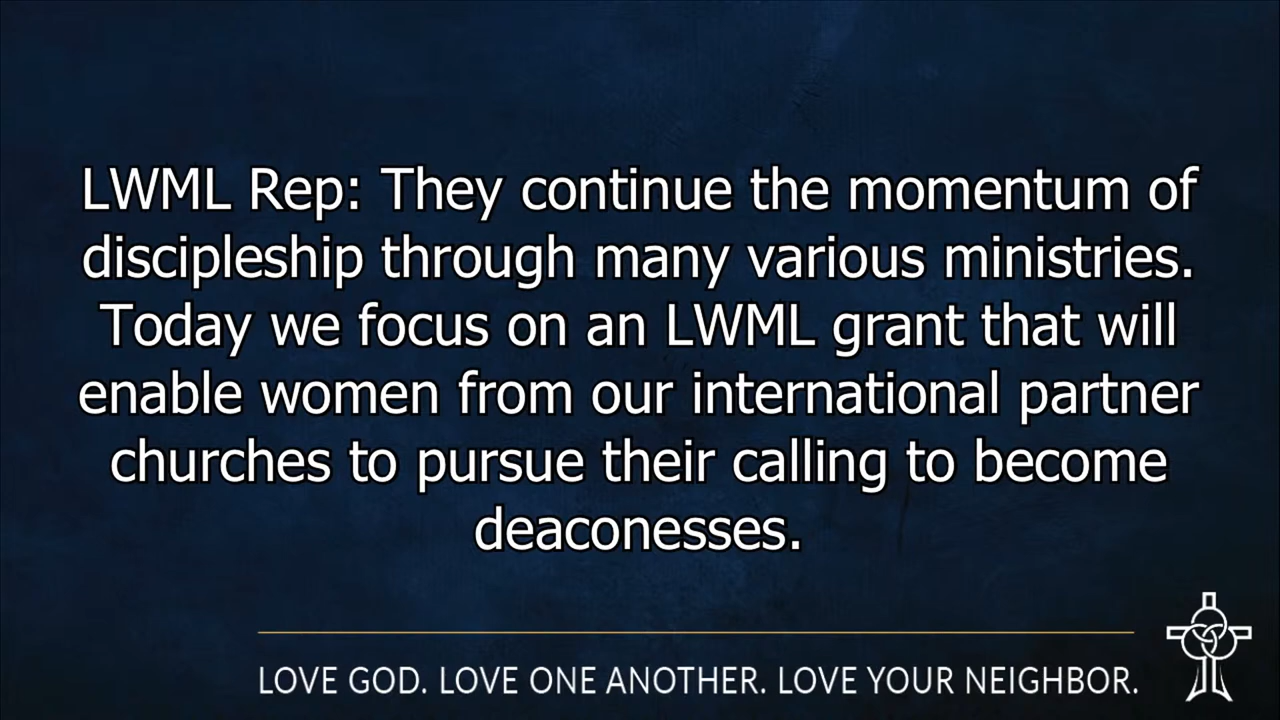 LWML Rep: They continue the momentum of
discipleship through many various ministries.
Today we focus on an LWML grant that will
enable women from our international partner
churches to pursue their calling to become
deaconesses.
LOVE GOD. LOVE ONE ANOTHER. LOVE YOUR NEIGHBOR.